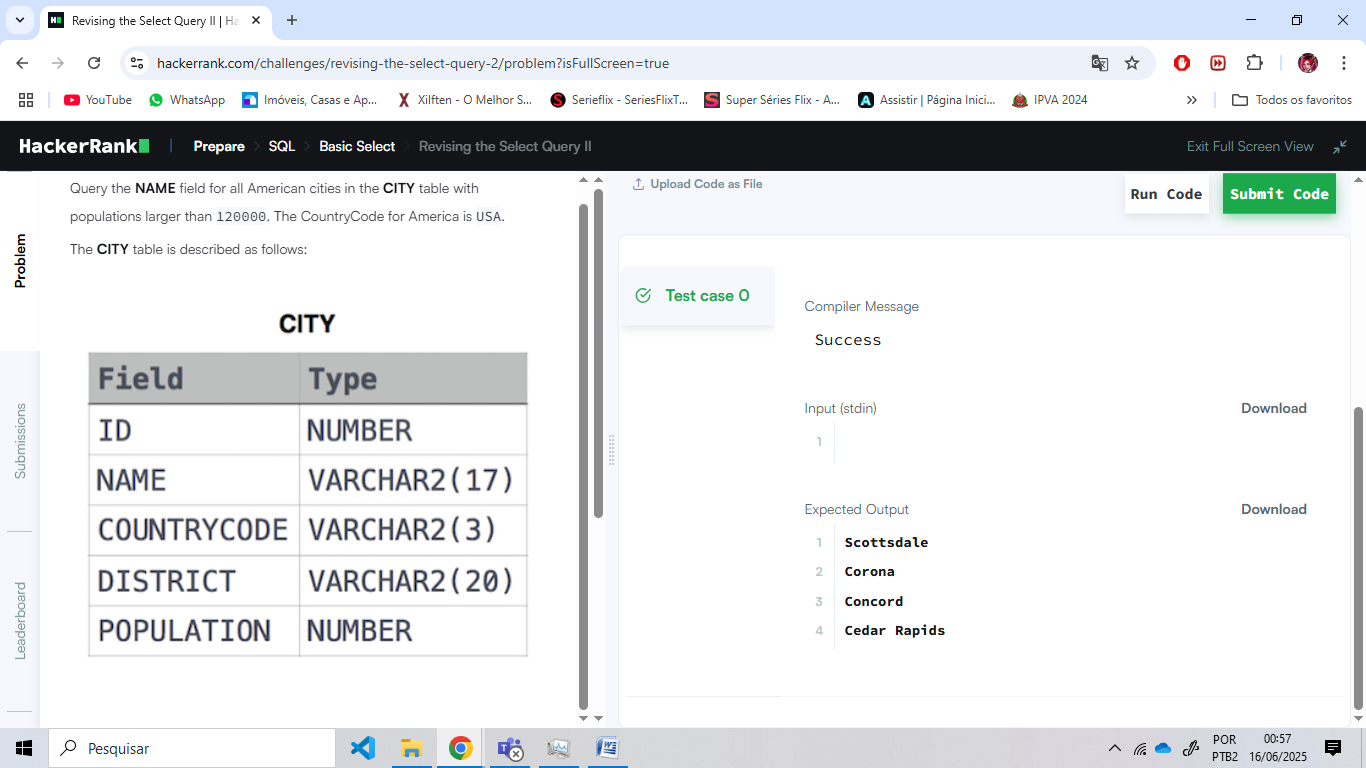 Revising the Select Query II | Ha
hackerrank.com/challenges/revising-the-select-query-2/problem?isFullScreen=true
YouTube
WhatsApp
Imóveis, Casas e Ap...
Xilften - O Melhor S...
Serieflix - SeriesFlixT...
Super Séries Flix - A...
Assistir | Página Inici...
IPVA 2024
Todos os favoritos
HackerRank
Prepare
SQL
Basic Select
Revising the Select Query II
Exit Full Screen View
Problem
Submissions
Leaderboard
Query the NAME field for all American cities in the CITY table with
populations larger than 120000. The CountryCode for America is USA.
The CITY table is described as follows:
CITY
Field Type
ID NUMBER
NAME VARCHAR2(17)
COUNTRYCODE VARCHAR2(3)
DISTRICT VARCHAR2(20)
POPULATION NUMBER
Upload Code as File
Run Code
Submit Code
Test case 0
Compiler Message
Success
Input (stdin)
Download
1
Expected Output
Download
1 Scottsdale
2 Corona
3 Concord
4 Cedar Rapids
Pesquisar
POR
PTB2
00:57
16/06/2025